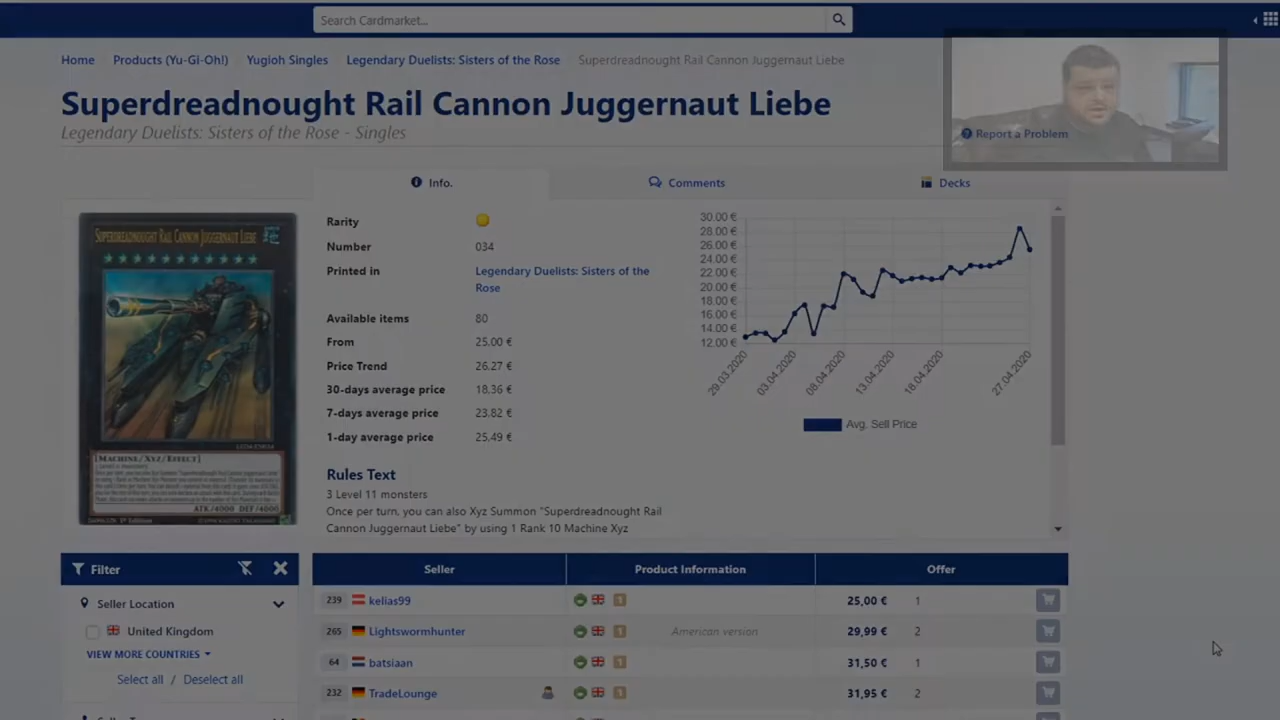 Search Cardmarket...
Home Products (Yu-Gi-Oh!) Yugioh Singles Legendary Duelists: Sisters of the Rose Superdreadnought Rail Cannon Juggernaut Liebe
Superdreadnought Rail Cannon Juggernaut Liebe
Legendary Duelists: Sisters of the Rose - Singles
Report a Problem
Info. Comments Decks
SUPERDREADNOUGHT RAIL CANNON JUGGERNAUT LIEBE
[MACHINE/XYZ/EFFECT]
ATK/4000 DEF/4000
Rarity
Number 034
Printed in Legendary Duelists: Sisters of the
Rose
Available items 80
From 25.00 €
Price Trend 26.27 €
30-days average price 18.36 €
7-days average price 23.82 €
1-day average price 25.49 €
30.00 €
28.00 €
26.00 €
24.00 €
22.00 €
20.00 €
18.00 €
16.00 €
14.00 €
12.00 €
29.03.2020 03.04.2020 08.04.2020 13.04.2020 18.04.2020 27.04.2020
Avg. Sell Price
Rules Text
3 Level 11 monsters
Once per turn, you can also Xyz Summon "Superdreadnought Rail
Cannon Juggernaut Liebe" by using 1 Rank 10 Machine Xyz
Filter
Seller Location
United Kingdom
VIEW MORE COUNTRIES
Select all / Deselect all
Seller Product Information Offer
239 kelias99 1 25,00 € 1
265 Lightswormhunter 1 American version 29,99 € 2
64 batsiaan 1 31,50 € 1
232 TradeLounge 1 31,95 € 2